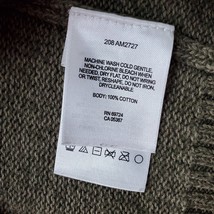 208 AM2727
MACHINE WASH COLD GENTLE,
NON-CHLORINE BLEACH WHEN
NEEDED, DRY FLAT, DO NOT WRING
OR TWIST, RESHAPE, DO NOT IRON,
DRYCLEANABLE
BODY: 100% COTTON
RN 89724
CA 05367